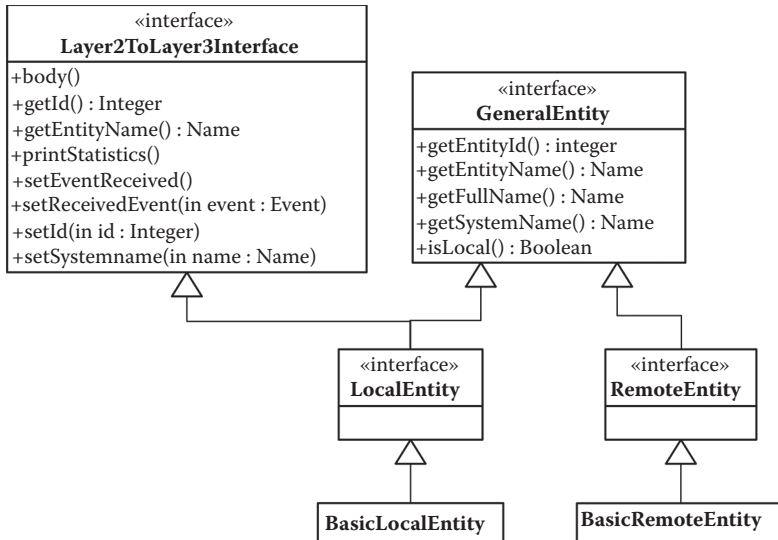 «interface»
Layer2ToLayer3Interface
+body()
+getId() : Integer
+getEntityName() : Name
+printStatistics()
+setEventReceived()
+setReceivedEvent(in event : Event)
+setId(in id : Integer)
+setSystemname(in name : Name)
«interface»
GeneralEntity
+getEntityId() : integer
+getEntityName() : Name
+getFullName() : Name
+getSystemName() : Name
+isLocal() : Boolean
«interface»
LocalEntity
«interface»
RemoteEntity
BasicLocalEntity
BasicRemoteEntity